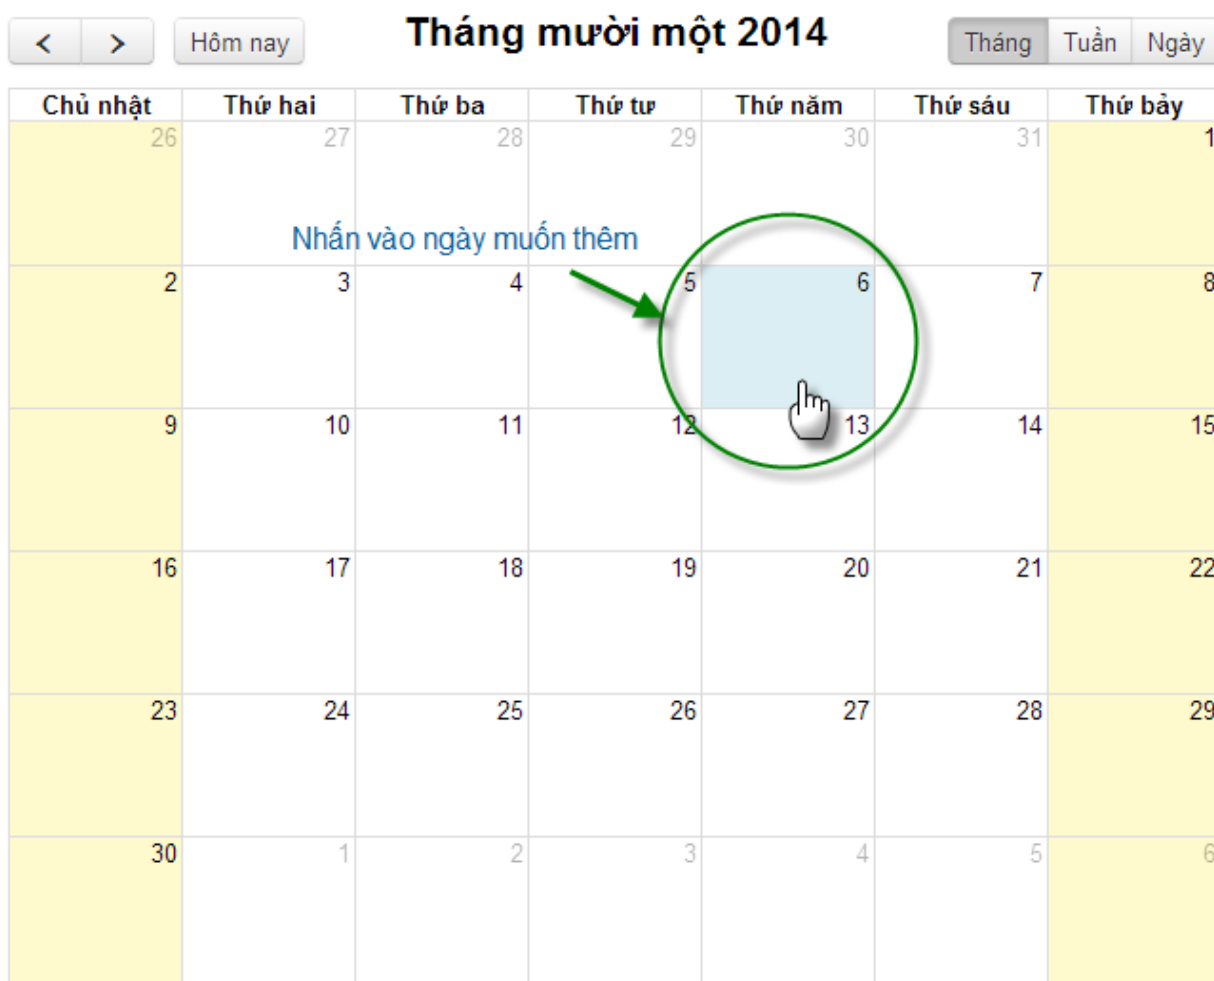 Tháng mười một 2014
< > Hôm nay Tháng Tuần Ngày
Chủ nhật Thứ hai Thứ ba Thứ tư Thứ năm Thứ sáu Thứ bảy
26 27 28 29 30 31 1
Nhấn vào ngày muốn thêm
2 3 4 5 6 7 8
9 10 11 12 13 14 15
16 17 18 19 20 21 22
23 24 25 26 27 28 29
30 1 2 3 4 5 6